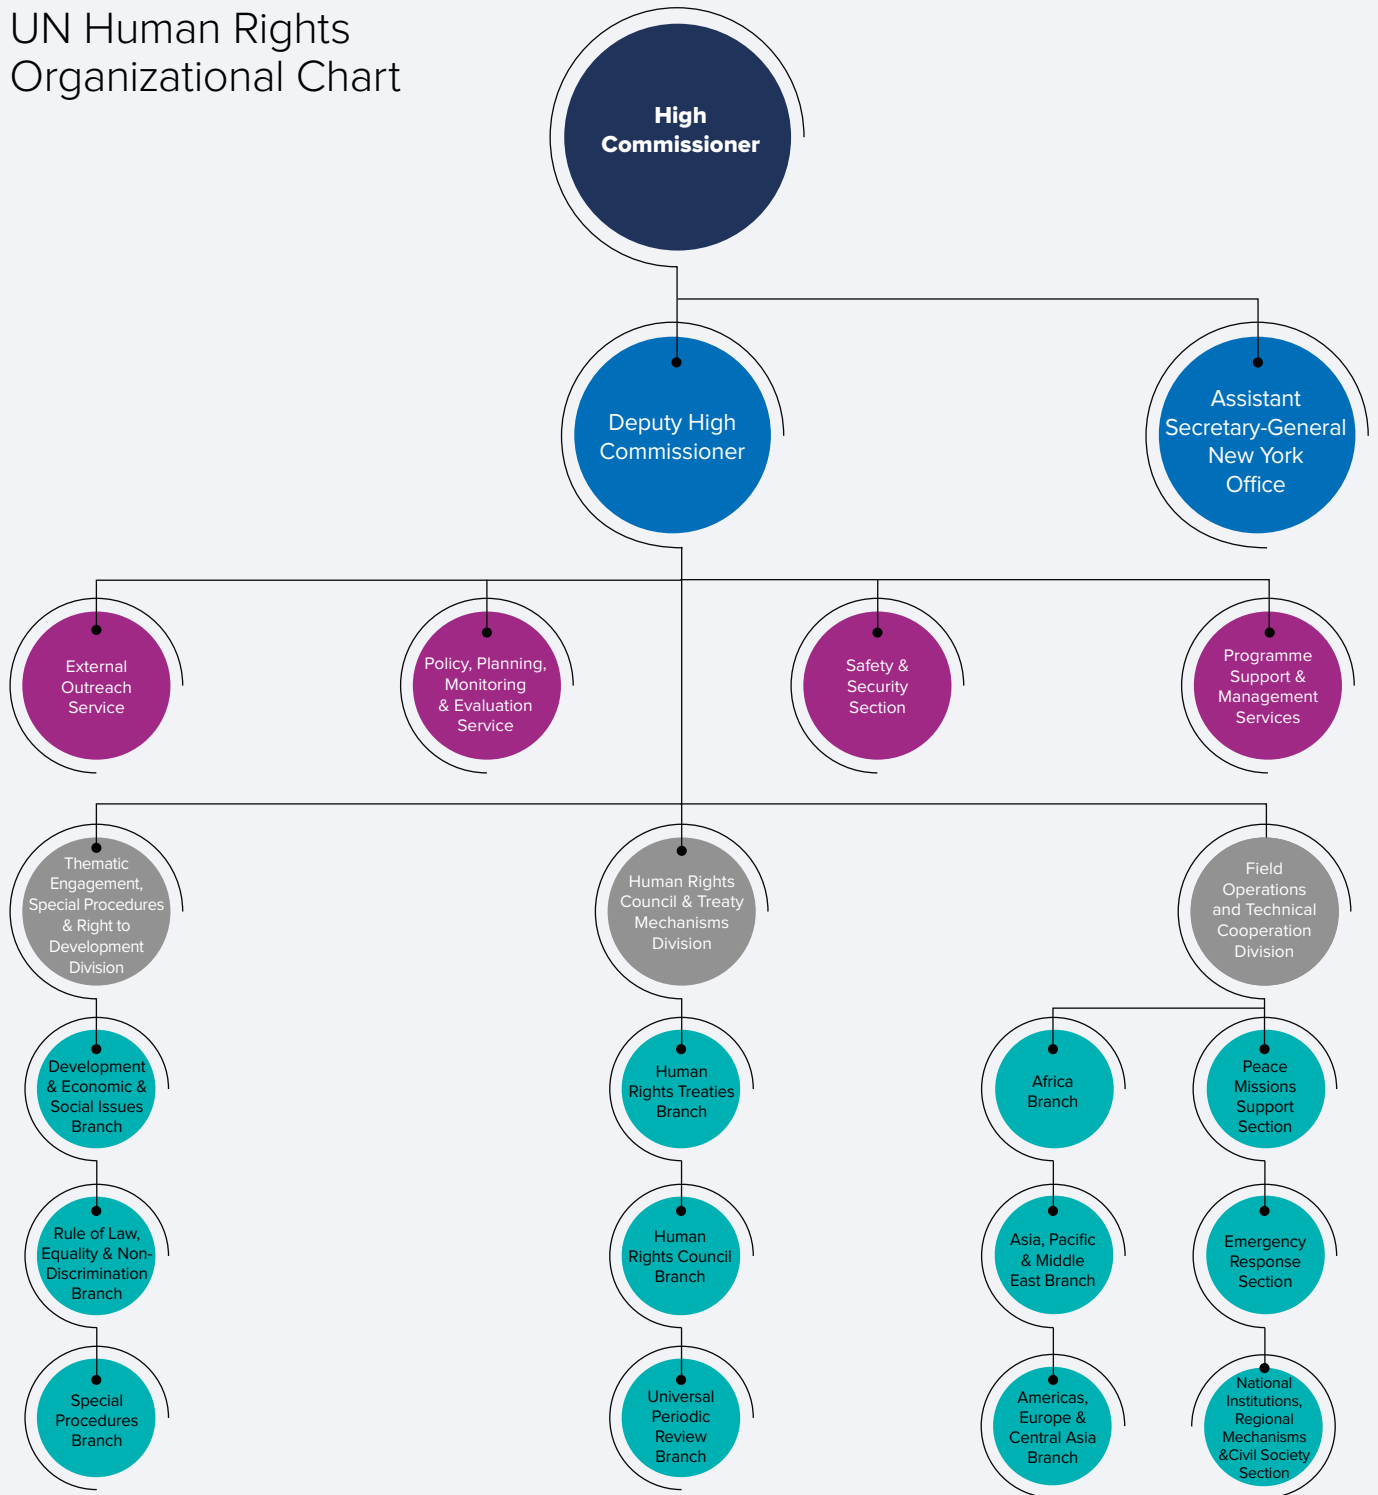 UN Human Rights
Organizational Chart
High
Commissioner
Deputy High
Commissioner
Assistant
Secretary-General
New York
Office
External
Outreach
Service
Policy, Planning,
Monitoring
& Evaluation
Service
Safety &
Security
Section
Programme
Support &
Management
Services
Thematic
Engagement,
Special Procedures
& Right to
Development
Division
Human Rights
Council & Treaty
Mechanisms
Division
Field
Operations
and Technical
Cooperation
Division
Development
& Economic &
Social Issues
Branch
Human
Rights Treaties
Branch
Africa
Branch
Peace
Missions
Support
Section
Rule of Law,
Equality & Non-
Discrimination
Branch
Human
Rights Council
Branch
Asia, Pacific
& Middle
East Branch
Emergency
Response
Section
Special
Procedures
Branch
Universal
Periodic
Review
Branch
Americas,
Europe &
Central Asia
Branch
National
Institutions,
Regional
Mechanisms
&Civil Society
Section